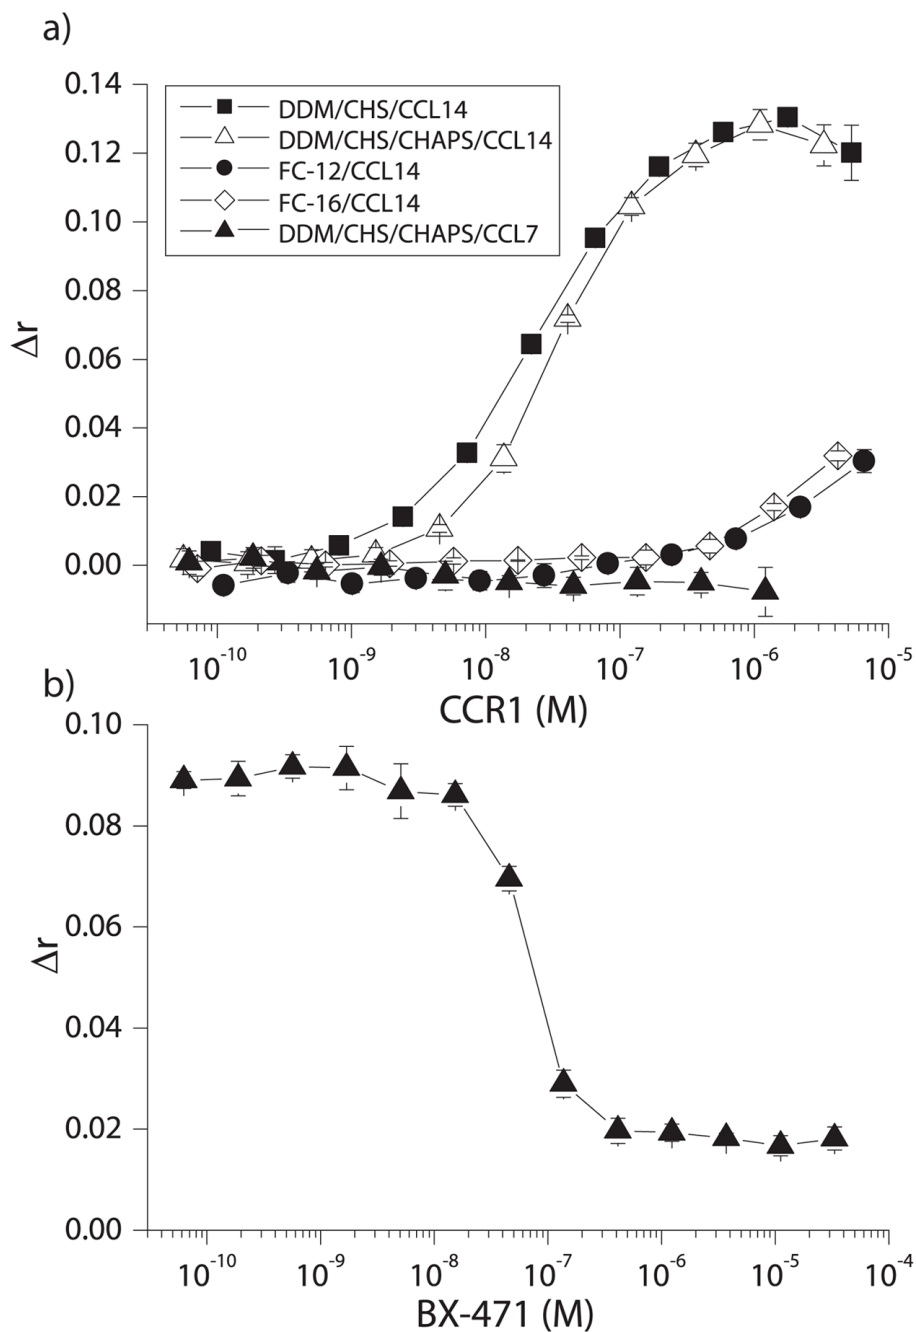 a)
0.14
0.12
0.10
0.080
0.06
0.04
0.02
0.00
Δr
DDM/CHS/CCL14
DDM/CHS/CHAPS/CCL14
FC-12/CCL14
FC-16/CCL14
DDM/CHS/CHAPS/CCL7
10⁻¹⁰ 10⁻⁹ 10⁻⁸ 10⁻⁷ 10⁻⁶ 10⁻⁵
CCR1 (M)
b)
0.10
0.08
0.06
0.04
0.02
0.00
Δr
10⁻¹⁰ 10⁻⁹ 10⁻⁸ 10⁻⁷ 10⁻⁶ 10⁻⁵ 10⁻⁴
BX-471 (M)